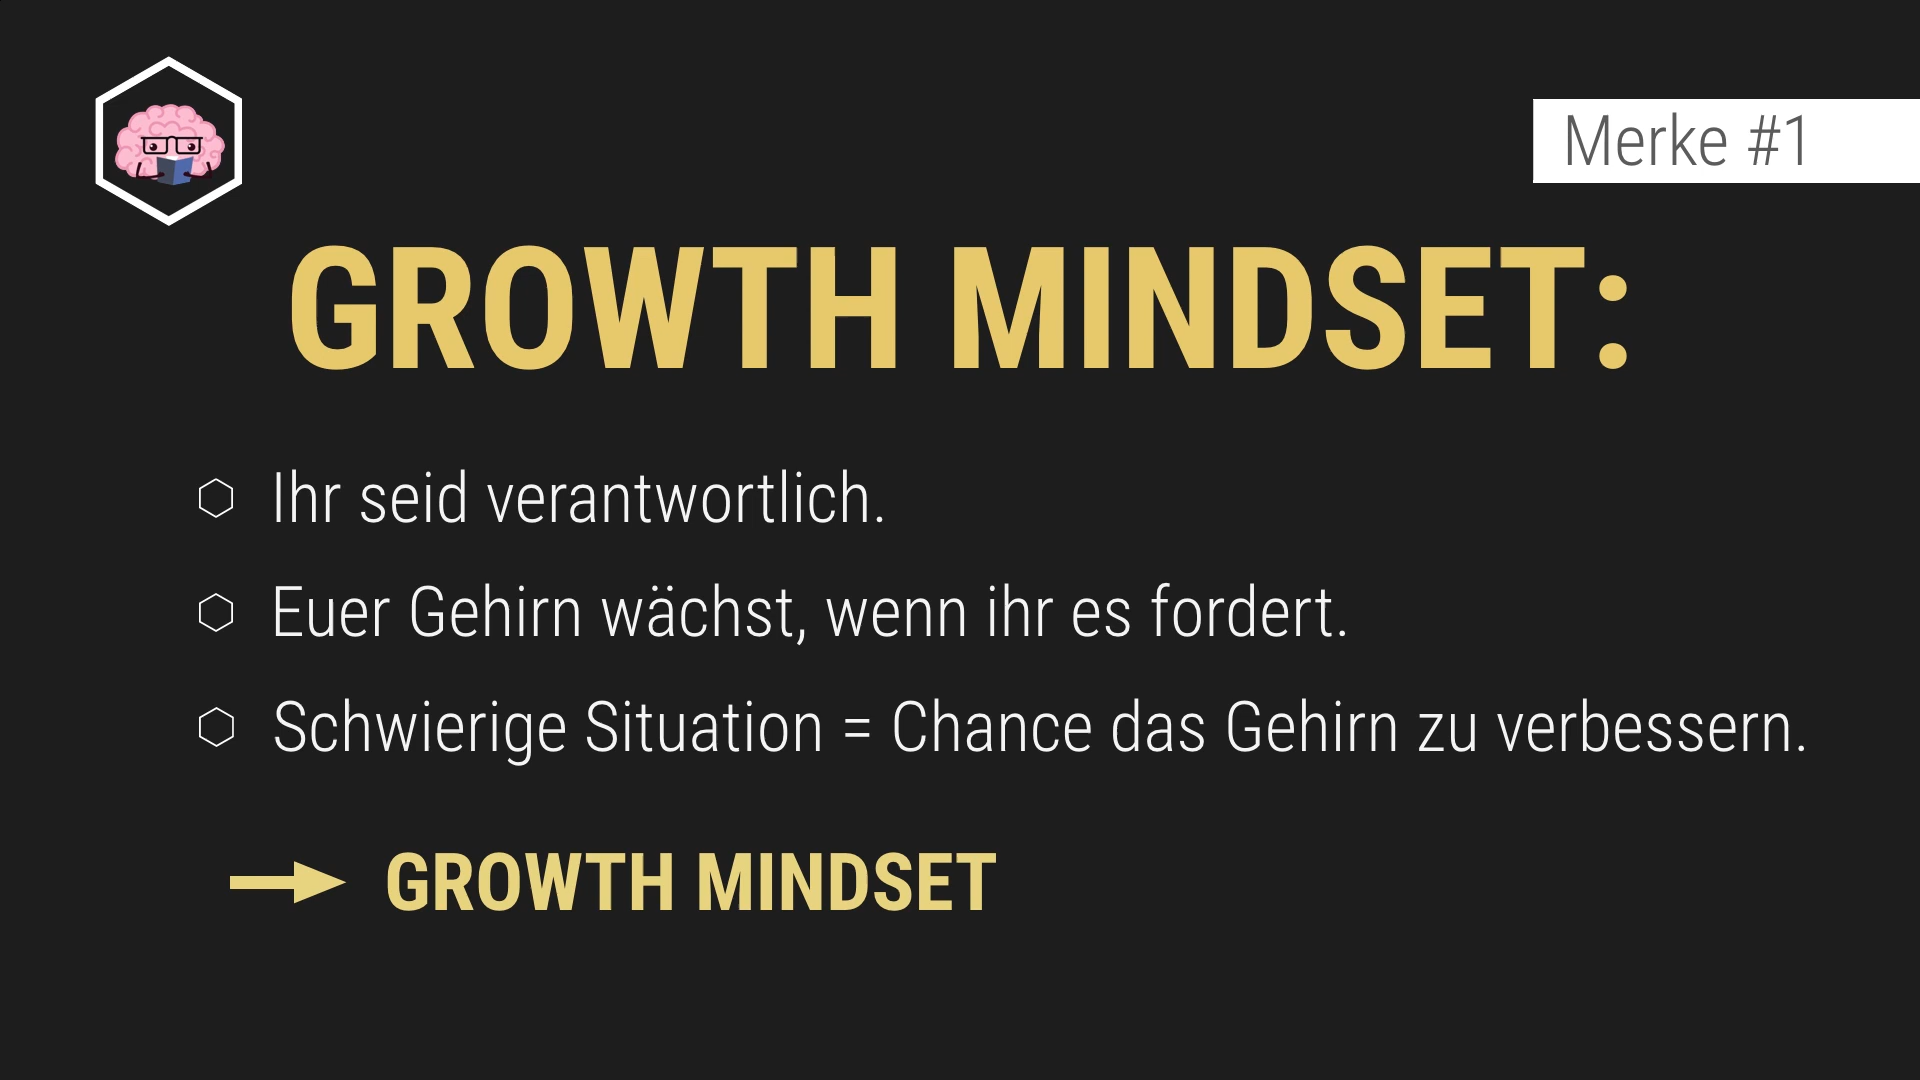 Merke #1
GROWTH MINDSET:
Ihr seid verantwortlich.
Euer Gehirn wächst, wenn ihr es fordert.
Schwierige Situation = Chance das Gehirn zu verbessern.
GROWTH MINDSET